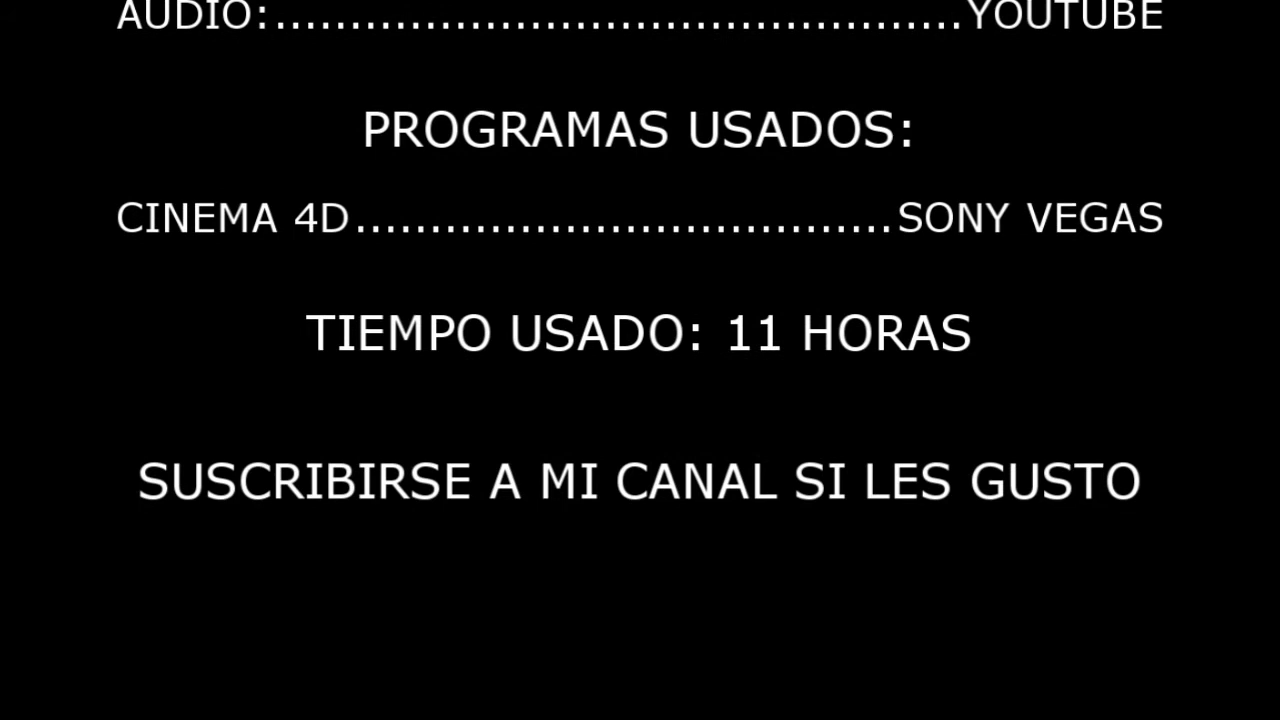 AUDIO:..............................................YOUTUBE
PROGRAMAS USADOS:
CINEMA 4D....................................SONY VEGAS
TIEMPO USADO: 11 HORAS
SUSCRIBIRSE A MI CANAL SI LES GUSTO